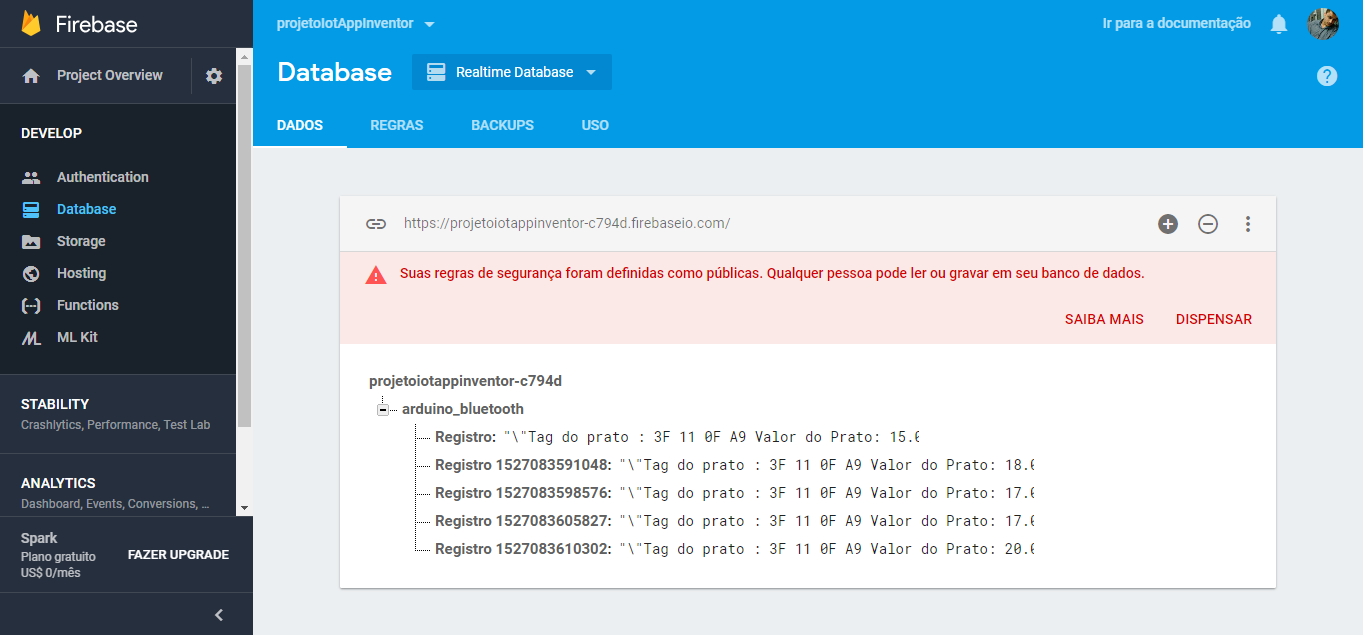 Firebase
projetoIotAppInventor
Ir para a documentação
Project Overview
Database
Realtime Database
?
DADOS
REGRAS
BACKUPS
USO
DEVELOP
Authentication
Database
Storage
Hosting
Functions
ML Kit
STABILITY
Crashlytics, Performance, Test Lab
ANALYTICS
Dashboard, Events, Conversions, ...
Spark
Plano gratuito
US$ 0/mês
FAZER UPGRADE
https://projetoiotappinventor-c794d.firebaseio.com/
Suas regras de segurança foram definidas como públicas. Qualquer pessoa pode ler ou gravar em seu banco de dados.
SAIBA MAIS
DISPENSAR
projetoiotappinventor-c794d
arduino_bluetooth
Registro: "\"Tag do prato : 3F 11 0F A9 Valor do Prato: 15.0
Registro 1527083591048: "\"Tag do prato : 3F 11 0F A9 Valor do Prato: 18.0
Registro 1527083598576: "\"Tag do prato : 3F 11 0F A9 Valor do Prato: 17.0
Registro 1527083605827: "\"Tag do prato : 3F 11 0F A9 Valor do Prato: 17.0
Registro 1527083610302: "\"Tag do prato : 3F 11 0F A9 Valor do Prato: 20.0